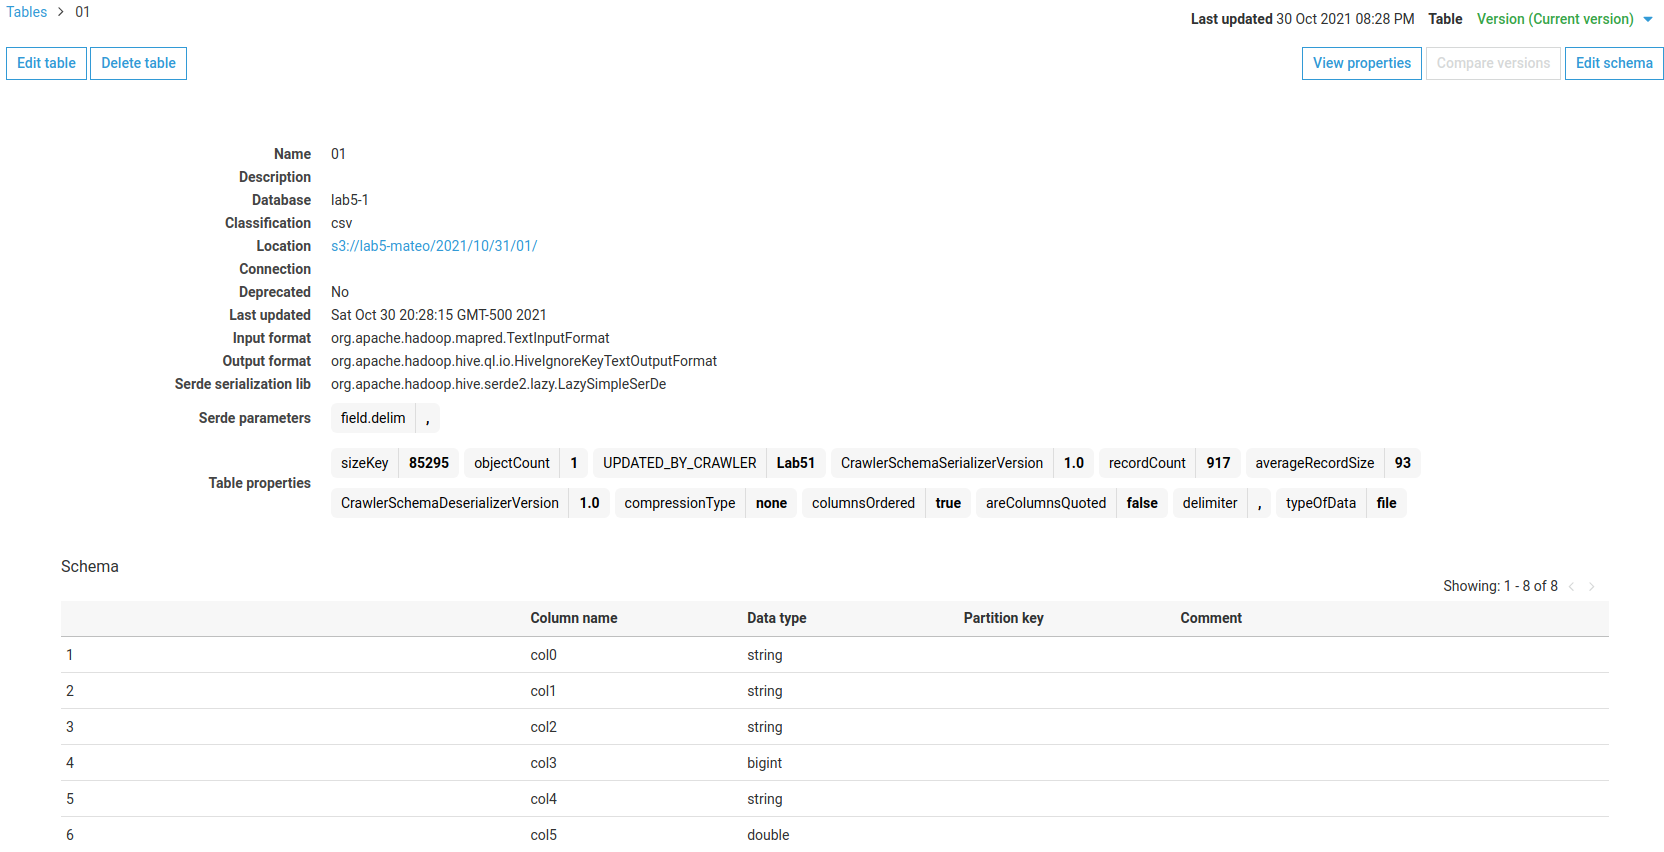 Tables > 01
Last updated 30 Oct 2021 08:28 PM Table Version (Current version)
Edit table Delete table View properties Compare versions Edit schema
Name 01
Description
Database lab5-1
Classification csv
Location s3://lab5-mateo/2021/10/31/01/
Connection
Deprecated No
Last updated Sat Oct 30 20:28:15 GMT-500 2021
Input format org.apache.hadoop.mapred.TextInputFormat
Output format org.apache.hadoop.hive.ql.io.HiveIgnoreKeyTextOutputFormat
Serde serialization lib org.apache.hadoop.hive.serde2.lazy.LazySimpleSerDe
Serde parameters field.delim ,
Table properties
sizeKey 85295 objectCount 1 UPDATED_BY_CRAWLER Lab51 CrawlerSchemaSerializerVersion 1.0 recordCount 917 averageRecordSize 93
CrawlerSchemaDeserializerVersion 1.0 compressionType none columnsOrdered true areColumnsQuoted false delimiter , typeOfData file
Schema
Showing: 1 - 8 of 8 < >
Column name Data type Partition key Comment
1 col0 string
2 col1 string
3 col2 string
4 col3 bigint
5 col4 string
6 col5 double